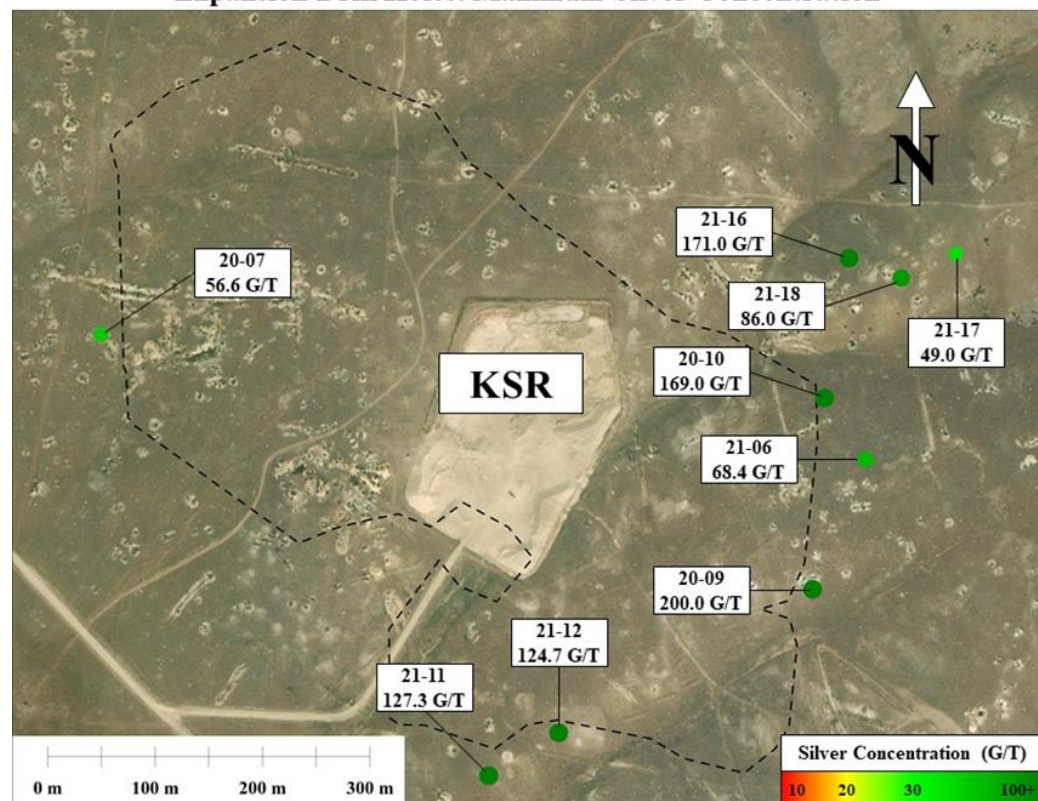 N
21-16
171.0 G/T
20-07
56.6 G/T
21-18
86.0 G/T
21-17
49.0 G/T
20-10
169.0 G/T
KSR
21-06
68.4 G/T
20-09
200.0 G/T
21-12
124.7 G/T
21-11
127.3 G/T
0 m 100 m 200 m 300 m
Silver Concentration (G/T)
10 20 30 100+